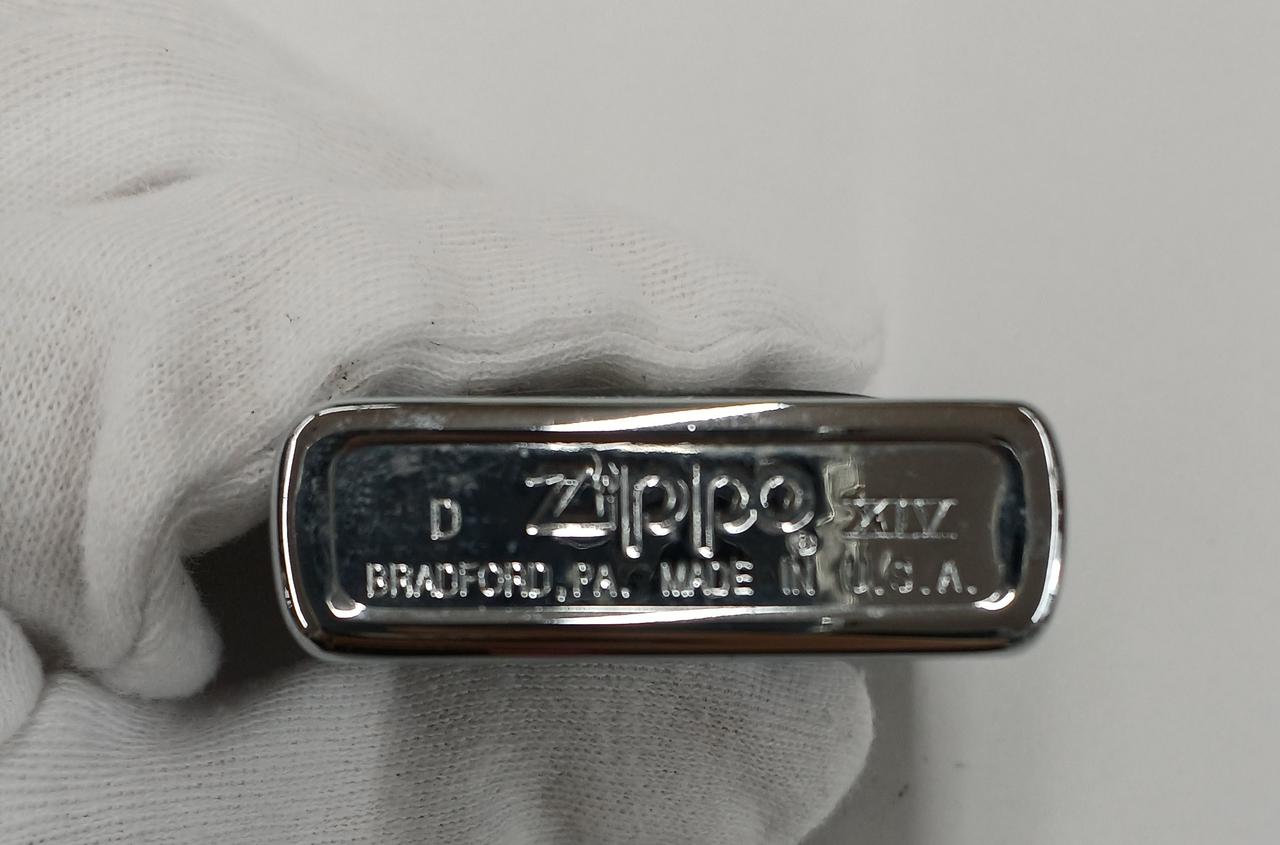 D Zippo ® XIV
BRADFORD, PA. MADE IN U.S.A.